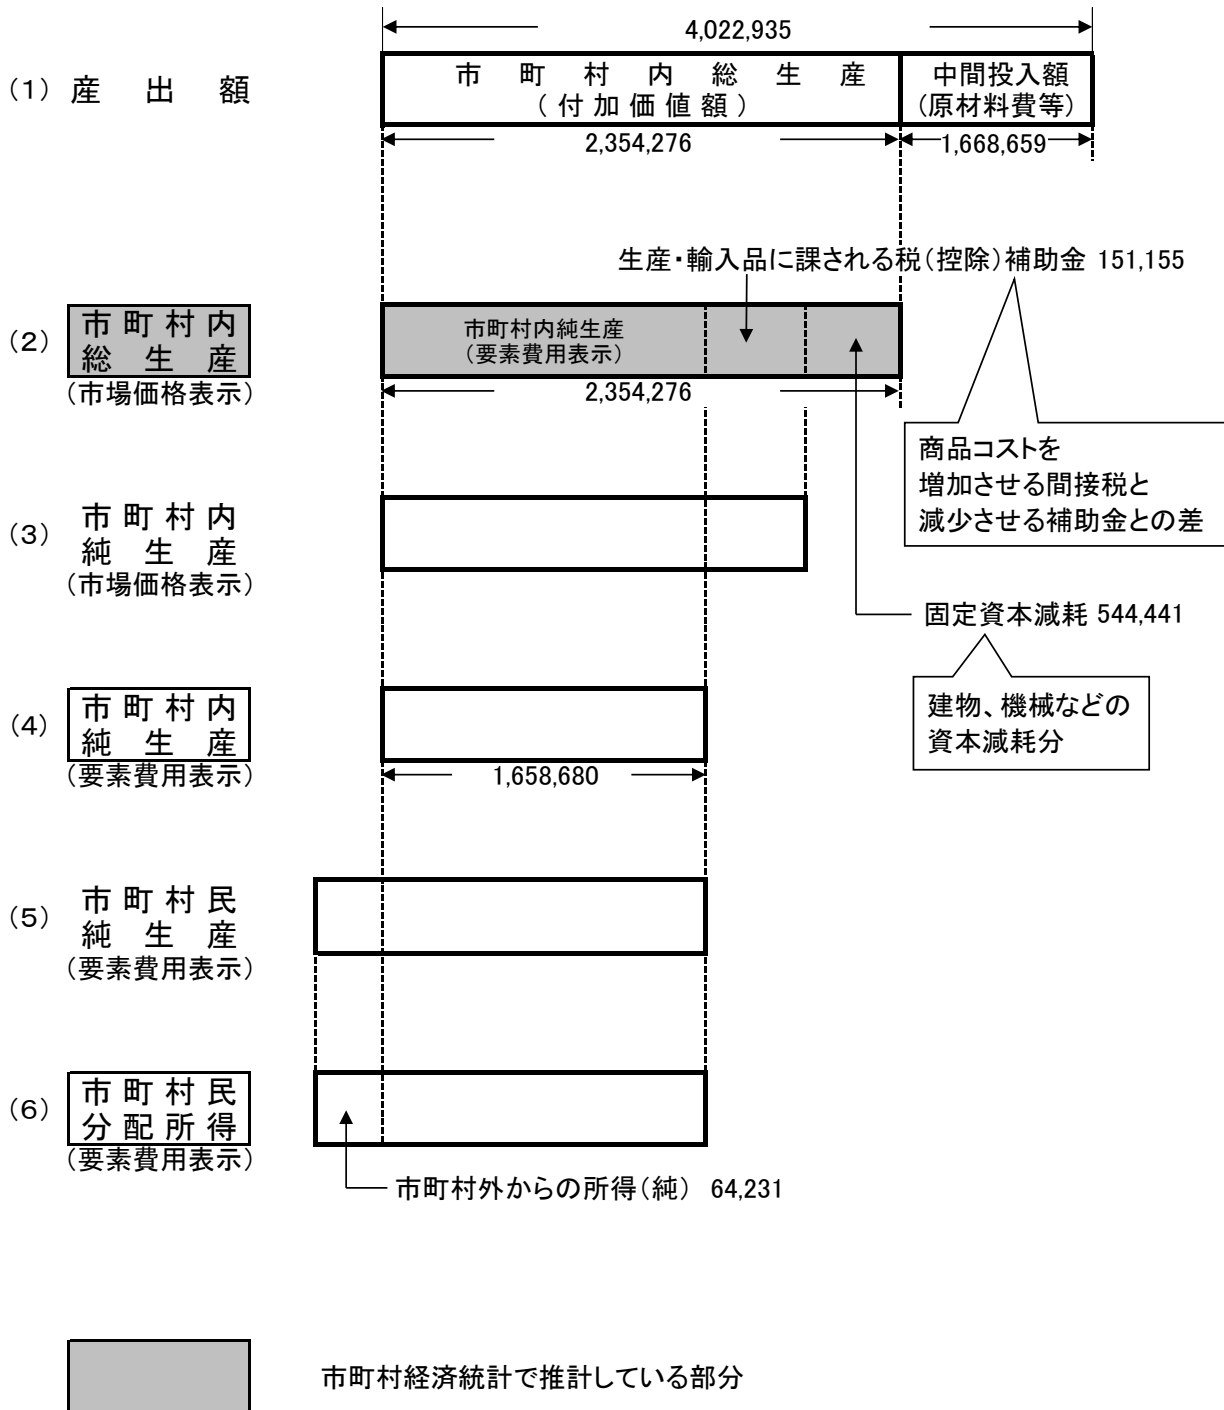 4,022,935
(1) 産出額
市町村内総生産
(付加価値額)
中間投入額
(原材料費等)
2,354,276
1,668,659
生産・輸入品に課される税(控除)補助金 151,155
(2) 市町村内
総生産
(市場価格表示)
市町村内純生産
(要素費用表示)
2,354,276
商品コストを
増加させる間接税と
減少させる補助金との差
(3) 市町村内
純生産
(市場価格表示)
固定資本減耗 544,441
建物、機械などの
資本減耗分
(4) 市町村内
純生産
(要素費用表示)
1,658,680
(5) 市町村民
純生産
(要素費用表示)
(6) 市町村民
分配所得
(要素費用表示)
市町村外からの所得(純) 64,231
市町村経済統計で推計している部分